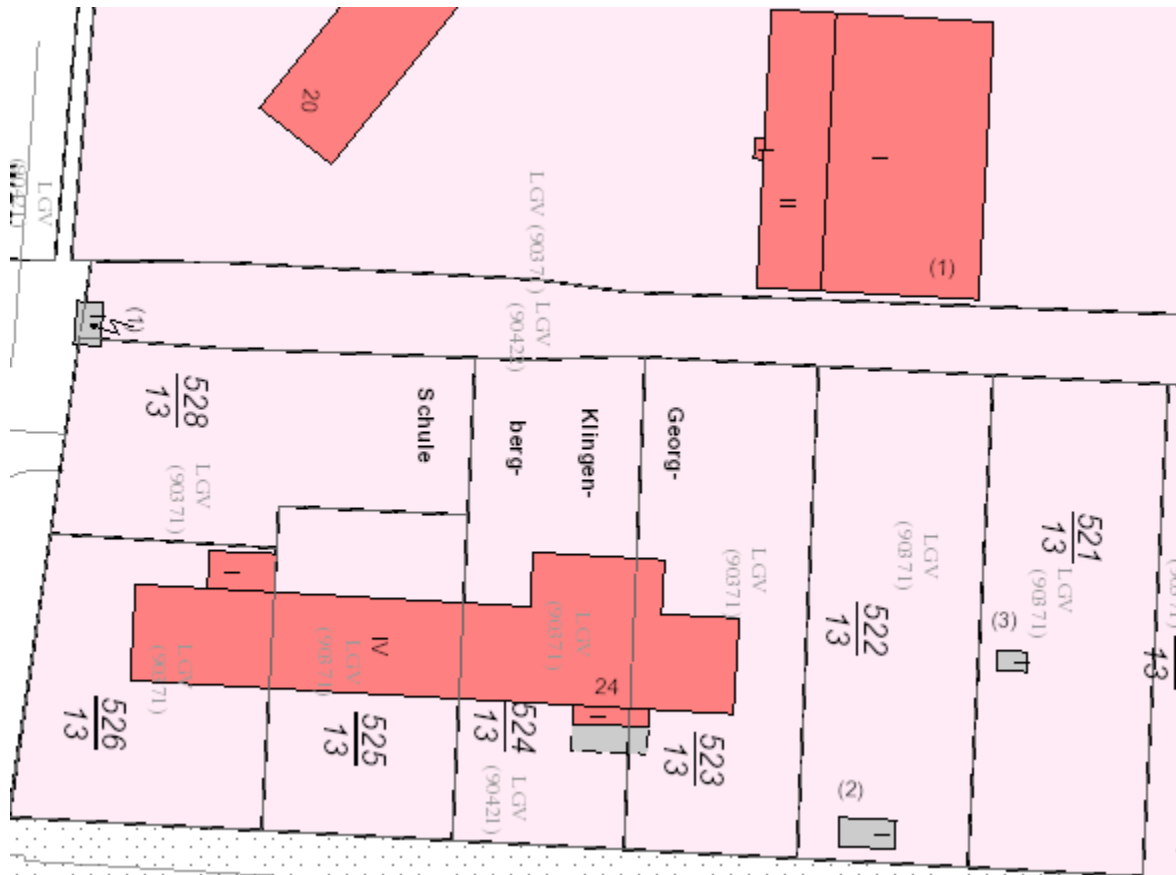 20
I
II
I
(1)
LGV
(90421)
LGV (90371)
LGV
(90421)
(1)
I
528
13
LGV
(90371)
Georg-
Klingen-
berg-
Schule
I
IV
24
I
LGV
(90371)
LGV
(90371)
LGV
(90371)
LGV
(90371)
LGV
(90371)
LGV
(90371)
LGV
(90421)
526
13
525
13
524
13
523
13
522
13
521
13
(3)
I
(2)
I
13